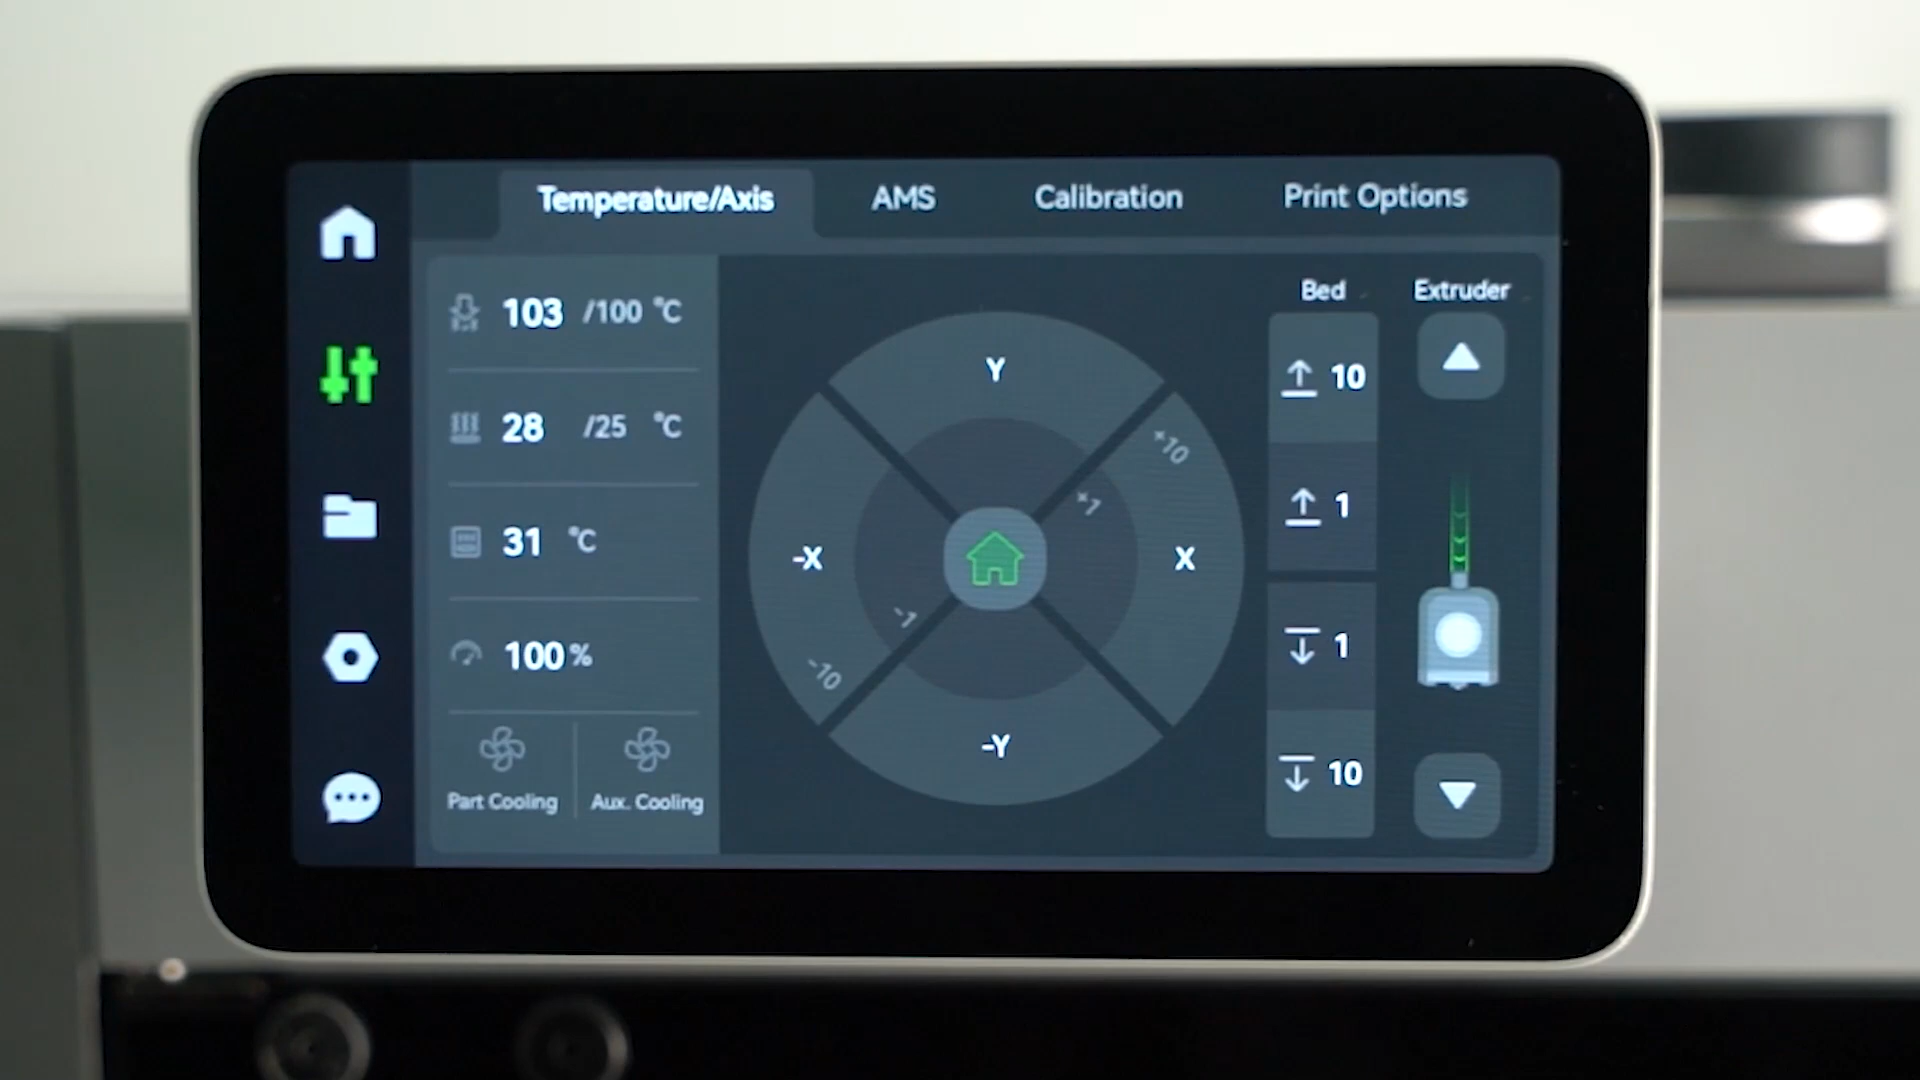 Temperature/Axis AMS Calibration Print Options
103 /100 °C
28 /25 °C
31 °C
100%
Part Cooling Aux. Cooling
Y
+10
+1
-X
X
-1
-10
-Y
Bed
10
1
1
10
Extruder